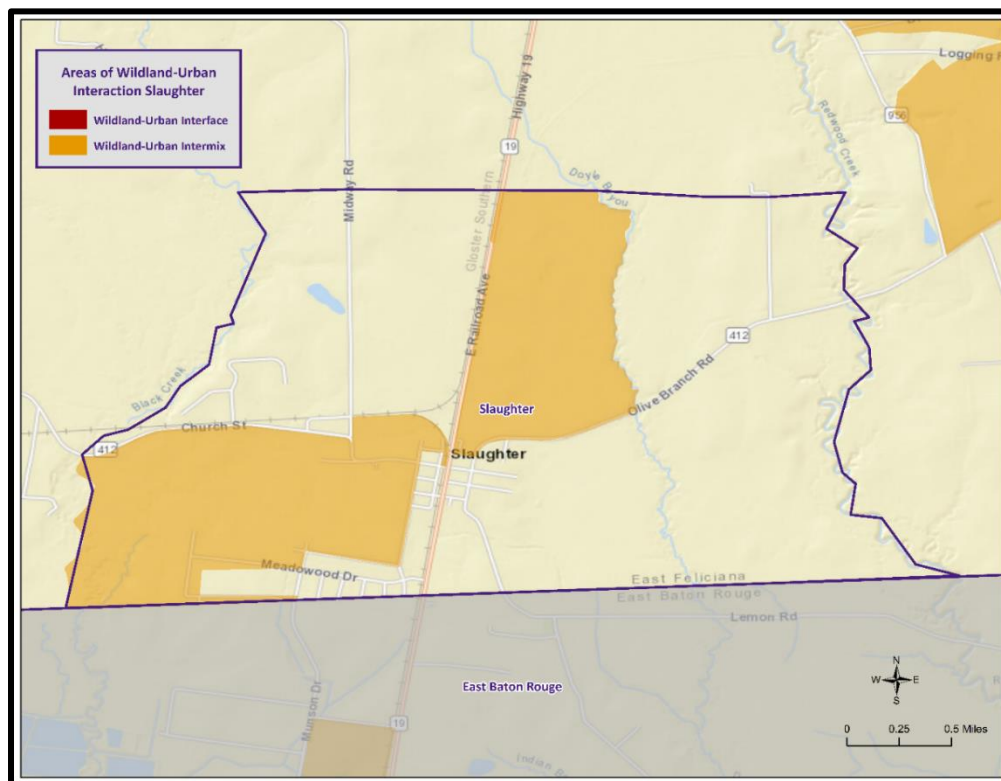 Areas of Wildland-Urban
Interaction Slaughter
Wildland-Urban Interface
Wildland-Urban Intermix
Highway 19
Logging
956
Redwood Creek
19
Doyle Bayou
Midway Rd
Gloster Southern
E Railroad Ave
412
Olive Branch Rd
Black Creek
Slaughter
Church St
412
Slaughter
Meadowood Dr
East Feliciana
East Baton Rouge
Lemon Rd
East Baton Rouge
Munson Dr
19
Indian
N
W E
S
0 0.25 0.5 Miles